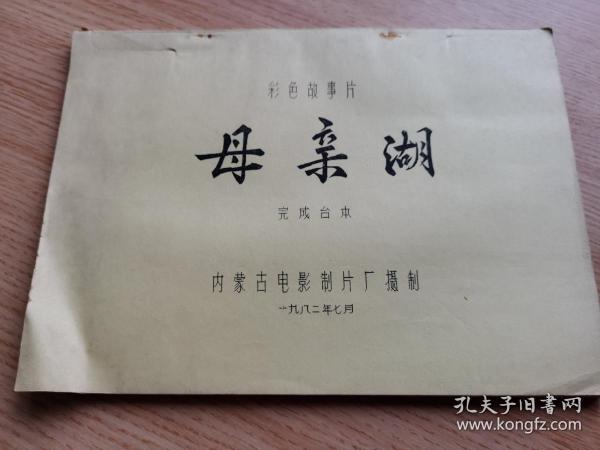 彩色故事片
母亲湖
完成台本
内蒙古电影制片厂摄制
一九八二年七月
孔夫子旧書网
www.kongfz.com